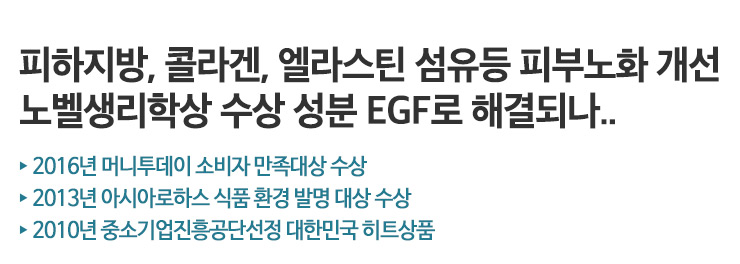 피하지방, 콜라겐, 엘라스틴 섬유등 피부노화 개선
노벨생리학상 수상 성분 EGF로 해결되나..
▸ 2016년 머니투데이 소비자 만족대상 수상
▸ 2013년 아시아로하스 식품 환경 발명 대상 수상
▸ 2010년 중소기업진흥공단선정 대한민국 히트상품